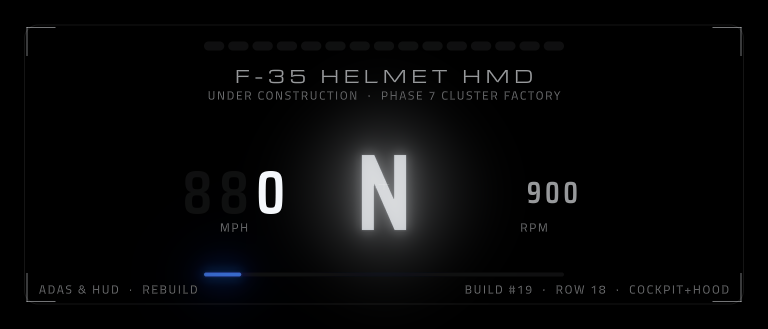 F-35 HELMET HMD
UNDER CONSTRUCTION · PHASE 7 CLUSTER FACTORY
880 N 900
MPH RPM
ADAS & HUD · REBUILD BUILD #19 · ROW 18 · COCKPIT+HOOD